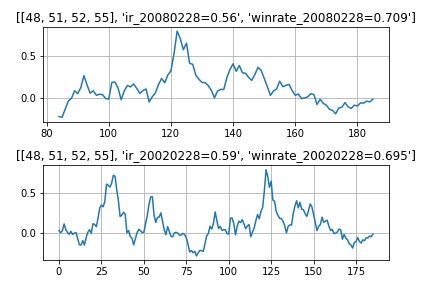 [[48, 51, 52, 55], 'ir_20080228=0.56', 'winrate_20080228=0.709']
0.5
0.0
80 100 120 140 160 180
[[48, 51, 52, 55], 'ir_20020228=0.59', 'winrate_20020228=0.695']
0.5
0.0
0 25 50 75 100 125 150 175